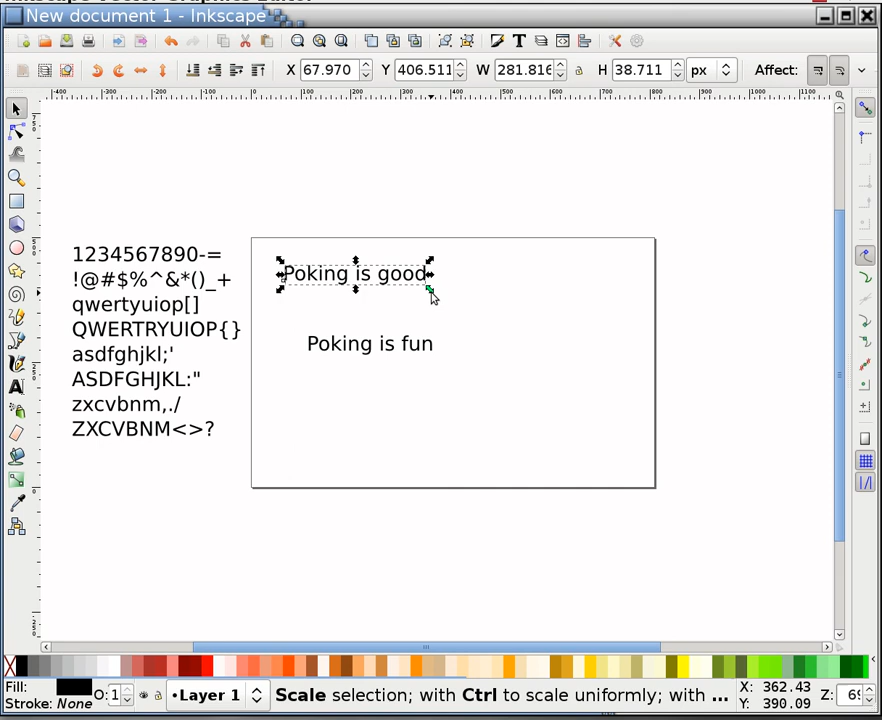 New document 1 - Inkscape
X 67.970 Y 406.511 W 281.816 H 38.711 px Affect:
1234567890-=
!@#$%^&*()_+
qwertyuiop[]
QWERTRYUIOP{}
asdfghjkl;'
ASDFGHJKL:"
zxcvbnm,./
ZXCVBNM<>?
Poking is good
Poking is fun
Fill:
Stroke: None
O: 1
•Layer 1
Scale selection; with Ctrl to scale uniformly; with ...
X: 362.43
Y: 390.09
Z: